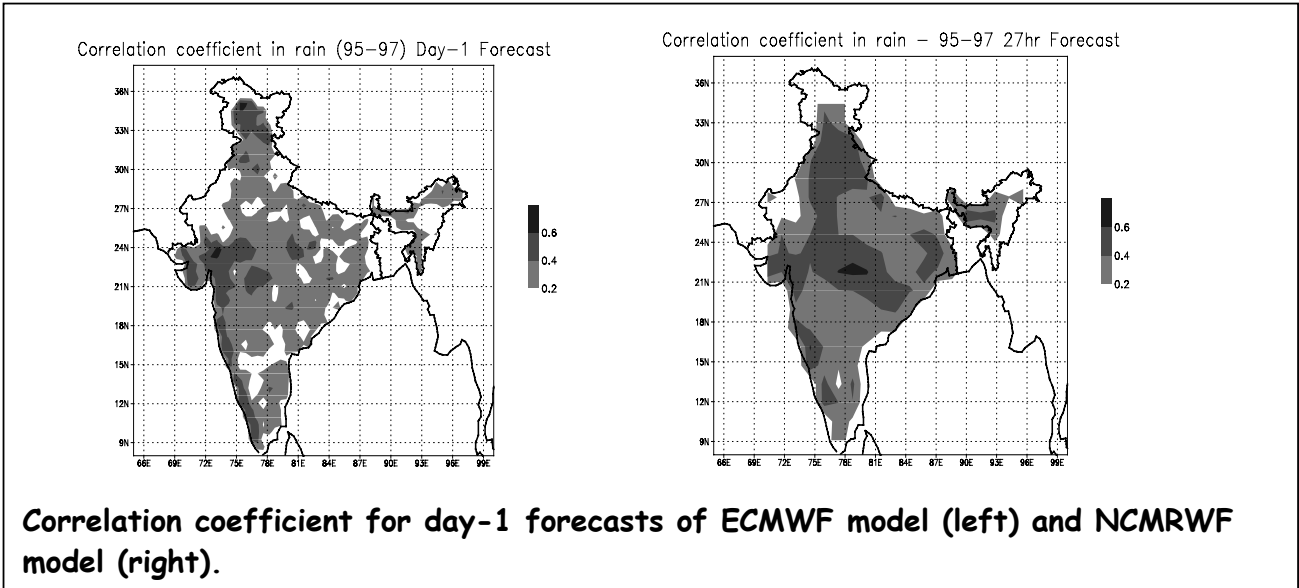 Correlation coefficient in rain (95-97) Day-1 Forecast
36N
33N
30N
27N
24N
21N
18N
15N
12N
9N
66E 69E 72E 75E 78E 81E 84E 87E 90E 93E 96E 99E
0.6
0.4
0.2
Correlation coefficient in rain - 95-97 27hr Forecast
36N
33N
30N
27N
24N
21N
18N
15N
12N
9N
66E 69E 72E 75E 78E 81E 84E 87E 90E 93E 96E 99E
0.6
0.4
0.2
Correlation coefficient for day-1 forecasts of ECMWF model (left) and NCMRWF
model (right).